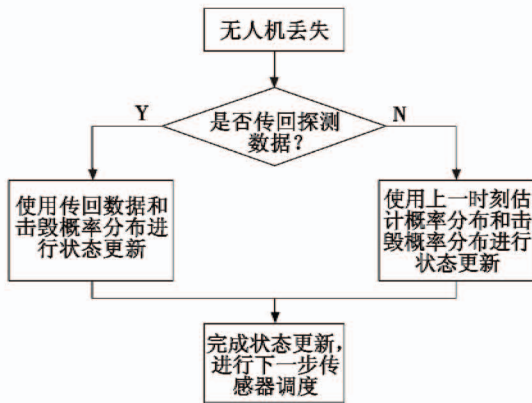 无人机丢失
是否传回探测
数据？
Y
N
使用传回数据和
击毁概率分布进
行状态更新
使用上一时刻估
计概率分布和击
毁概率分布进行
状态更新
完成状态更新，
进行下一步传
感器调度